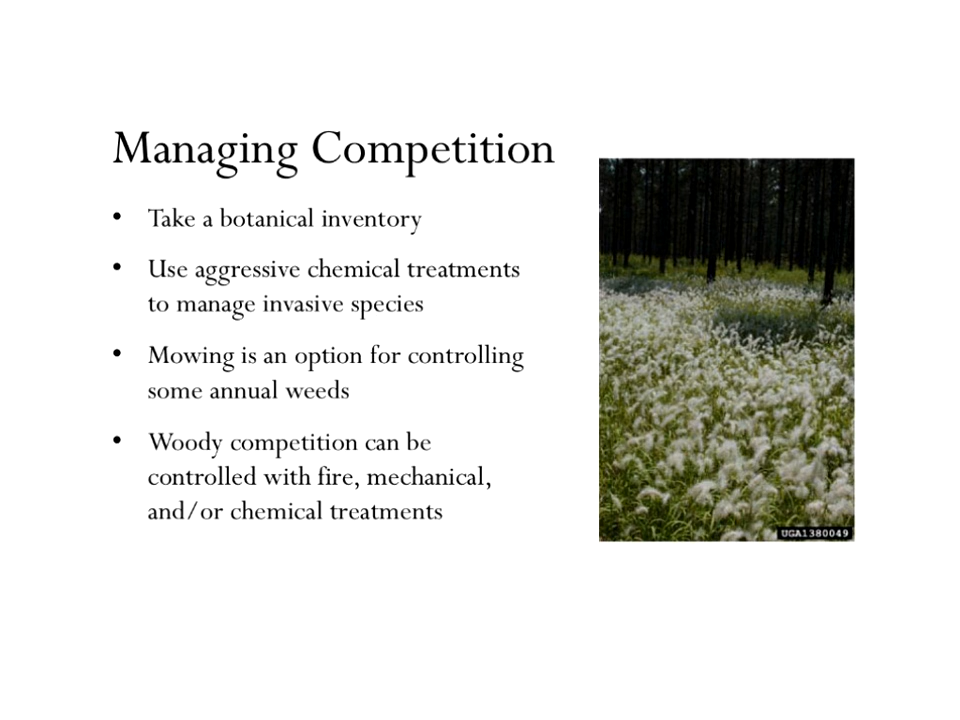 Managing Competition
• Take a botanical inventory
• Use aggressive chemical treatments
to manage invasive species
• Mowing is an option for controlling
some annual weeds
• Woody competition can be
controlled with fire, mechanical,
and/or chemical treatments
UGA1380049